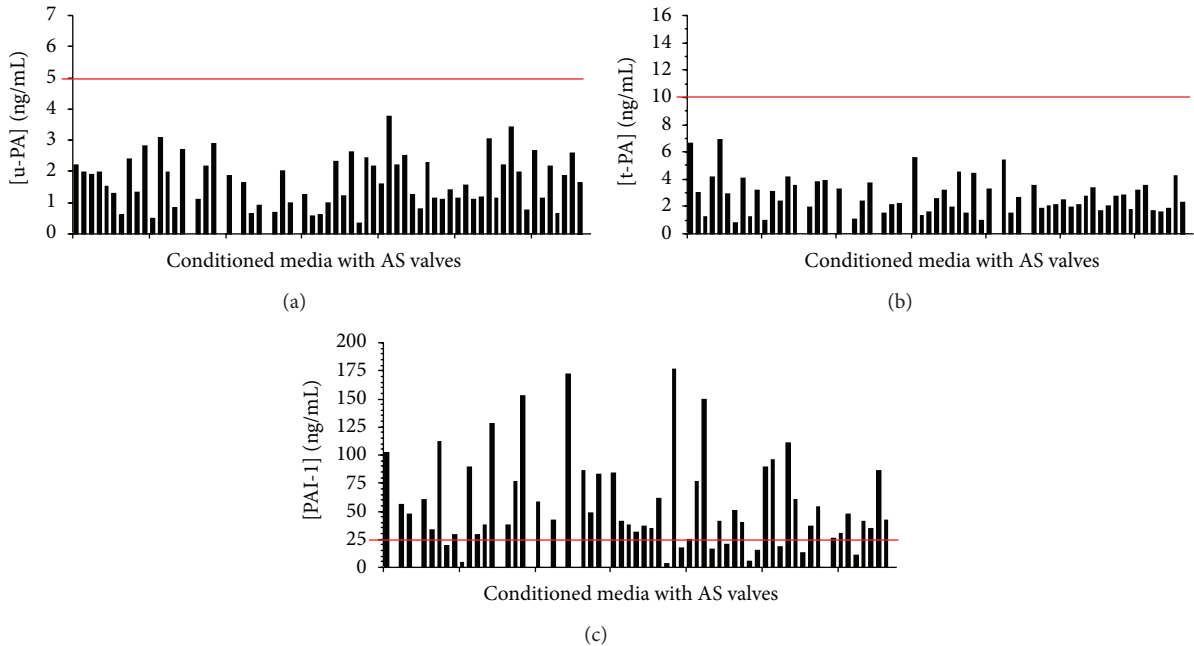 7
6
5
4
3
2
1
0
[u-PA] (ng/mL)
Conditioned media with AS valves
(a)
16
14
12
10
8
6
4
2
0
[t-PA] (ng/mL)
Conditioned media with AS valves
(b)
200
175
150
125
100
75
50
25
0
[PAI-1] (ng/mL)
Conditioned media with AS valves
(c)